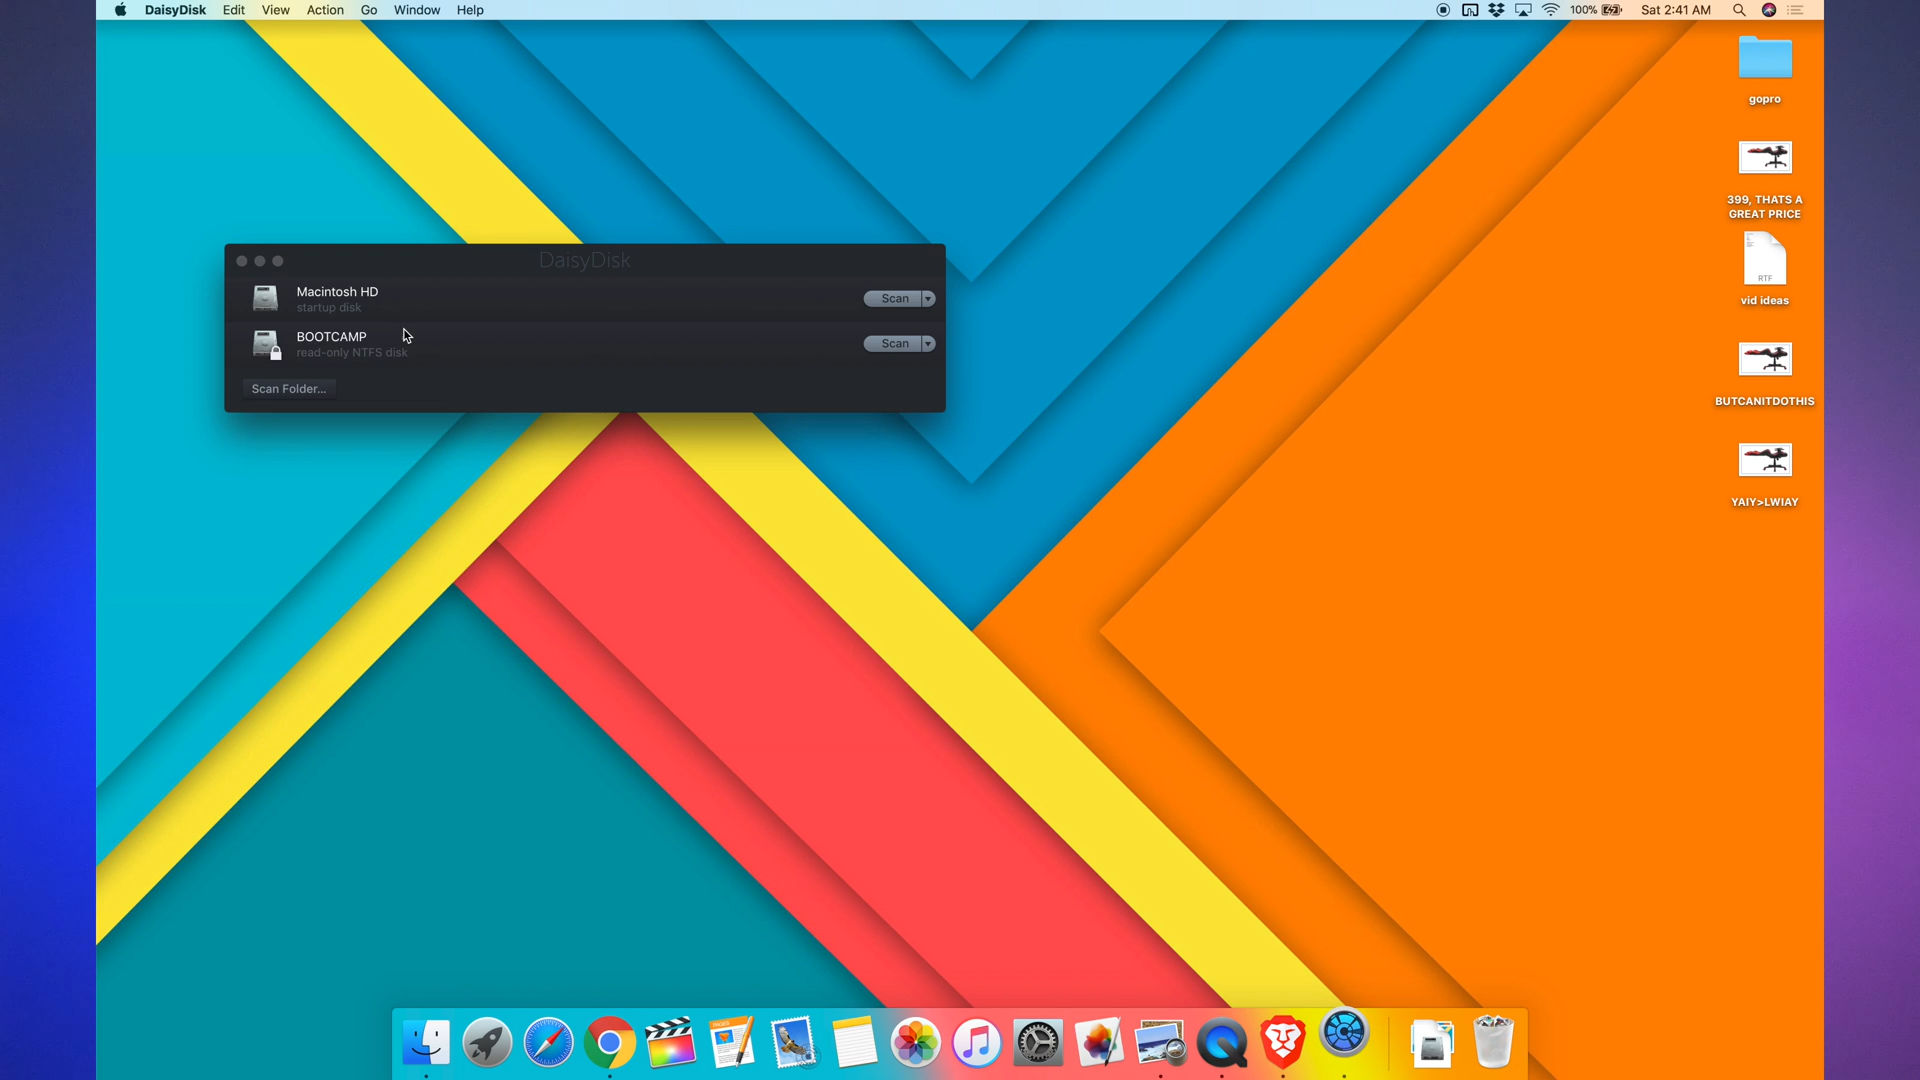 DaisyDisk Edit View Action Go Window Help
100% Sat 2:41 AM
gopro
399, THATS A
GREAT PRICE
RTF
vid ideas
BUTCANITDOTHIS
YAIY>LWIAY
DaisyDisk
Macintosh HD
startup disk
Scan
BOOTCAMP
read-only NTFS disk
Scan
Scan Folder...
PAGES